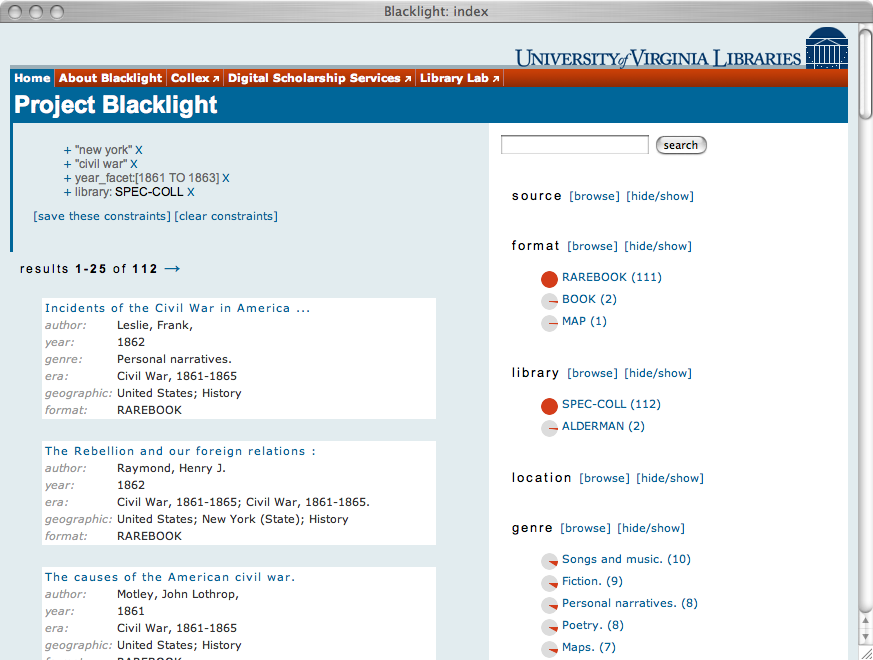 Blacklight: index
UNIVERSITY of VIRGINIA LIBRARIES
Home About Blacklight Collex Digital Scholarship Services Library Lab
Project Blacklight
+ "new york" X
+ "civil war" X
+ year_facet:[1861 TO 1863] X
+ library: SPEC-COLL X
[save these constraints] [clear constraints]
results 1-25 of 112 →
Incidents of the Civil War in America ...
author: Leslie, Frank,
year: 1862
genre: Personal narratives.
era: Civil War, 1861-1865
geographic: United States; History
format: RAREBOOK
The Rebellion and our foreign relations :
author: Raymond, Henry J.
year: 1862
era: Civil War, 1861-1865; Civil War, 1861-1865.
geographic: United States; New York (State); History
format: RAREBOOK
The causes of the American civil war.
author: Motley, John Lothrop,
year: 1861
era: Civil War, 1861-1865
geographic: United States; History
format: RAREBOOK
search
source [browse] [hide/show]
format [browse] [hide/show]
RAREBOOK (111)
BOOK (2)
MAP (1)
library [browse] [hide/show]
SPEC-COLL (112)
ALDERMAN (2)
location [browse] [hide/show]
genre [browse] [hide/show]
Songs and music. (10)
Fiction. (9)
Personal narratives. (8)
Poetry. (8)
Maps. (7)